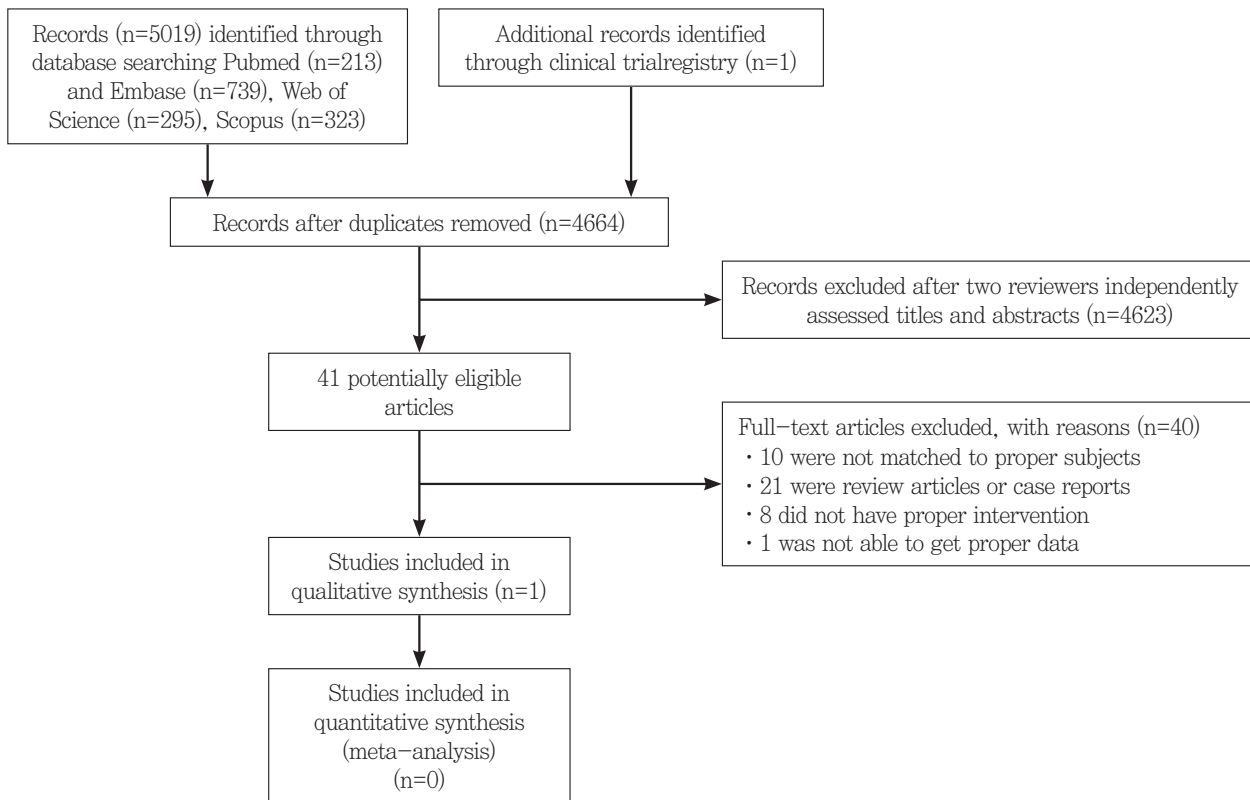 Records (n=5019) identified through
database searching Pubmed (n=213)
and Embase (n=739), Web of
Science (n=295), Scopus (n=323)
Additional records identified
through clinical trialregistry (n=1)
Records after duplicates removed (n=4664)
Records excluded after two reviewers independently
assessed titles and abstracts (n=4623)
41 potentially eligible
articles
Full-text articles excluded, with reasons (n=40)
· 10 were not matched to proper subjects
· 21 were review articles or case reports
· 8 did not have proper intervention
· 1 was not able to get proper data
Studies included in
qualitative synthesis (n=1)
Studies included in
quantitative synthesis
(meta-analysis)
(n=0)